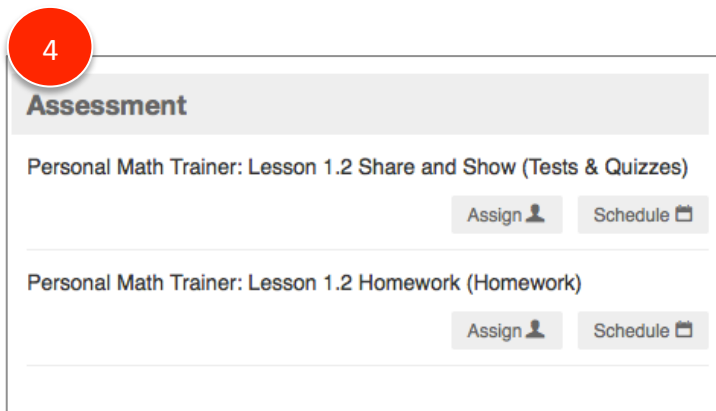 4
Assessment
Personal Math Trainer: Lesson 1.2 Share and Show (Tests & Quizzes)
Assign Schedule
Personal Math Trainer: Lesson 1.2 Homework (Homework)
Assign Schedule